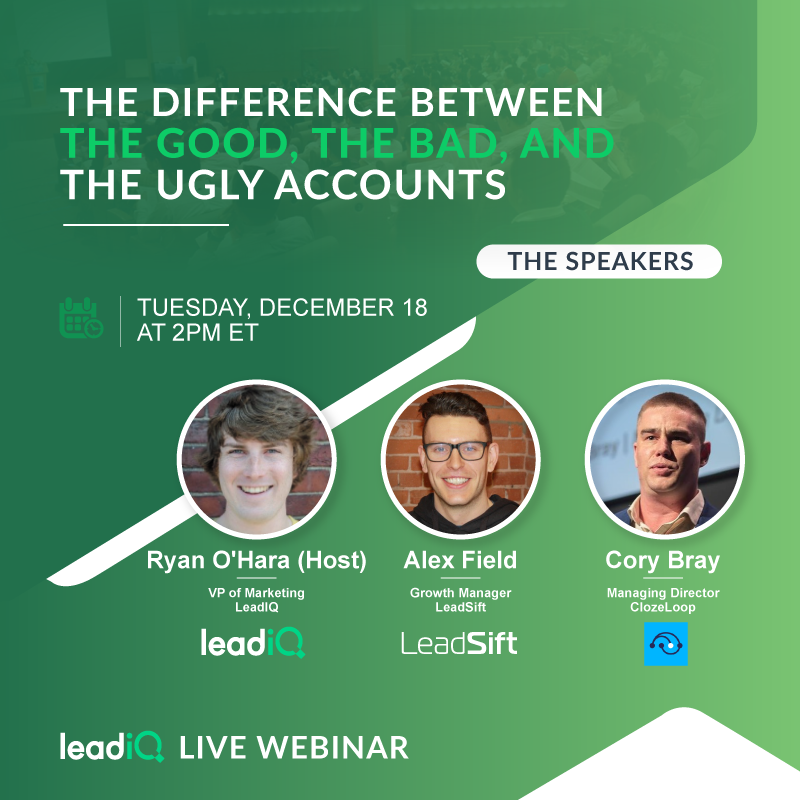 THE DIFFERENCE BETWEEN
THE GOOD, THE BAD, AND
THE UGLY ACCOUNTS
THE SPEAKERS
TUESDAY, DECEMBER 18
AT 2PM ET
Ryan O'Hara (Host)
VP of Marketing
LeadIQ
leadiQ
Alex Field
Growth Manager
LeadSift
LeadSift
Cory Bray
Managing Director
ClozeLoop
leadiQ LIVE WEBINAR